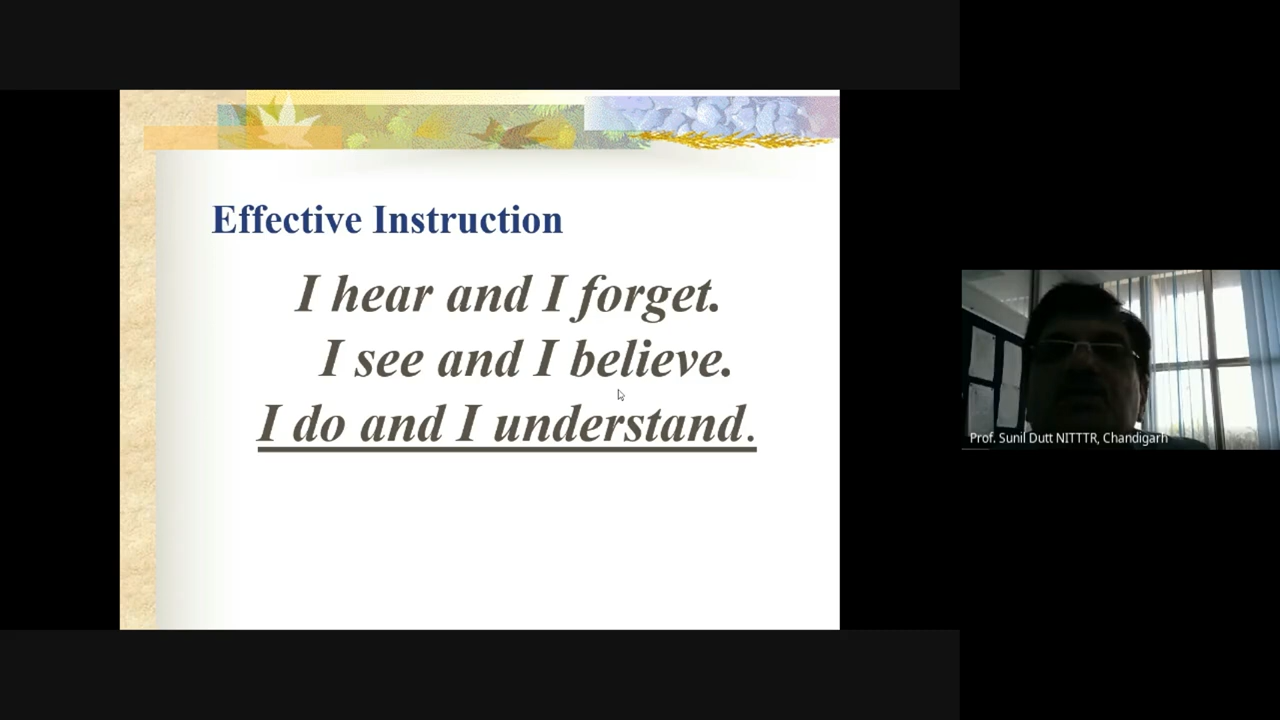 Effective Instruction
I hear and I forget.
I see and I believe.
I do and I understand.
Prof. Sunil Dutt NITTTR, Chandigarh